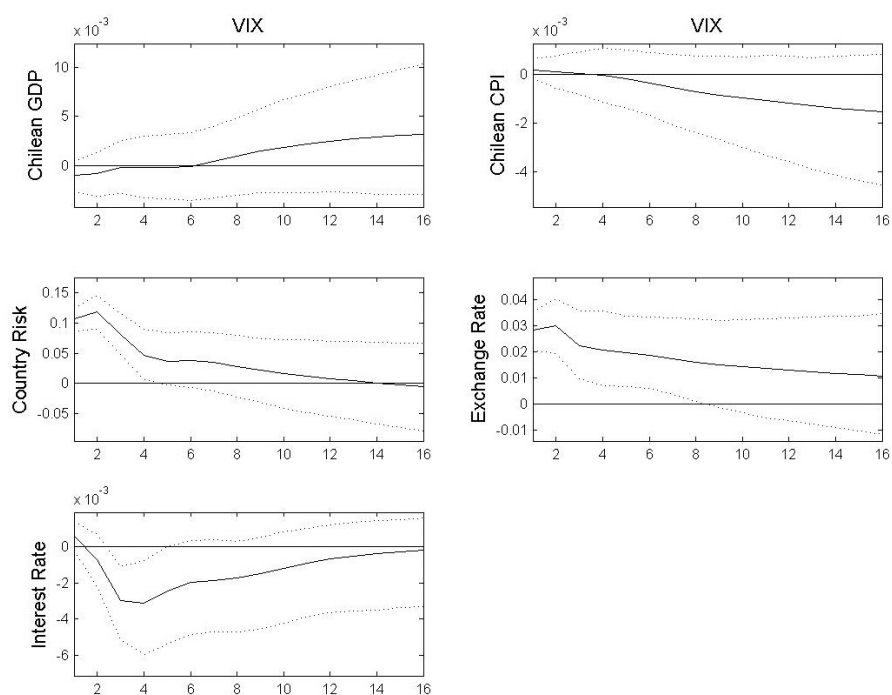 x 10⁻³
VIX
Chilean GDP
10
5
0
2 4 6 8 10 12 14 16
x 10⁻³
VIX
Chilean CPI
0
-2
-4
2 4 6 8 10 12 14 16
Country Risk
0.15
0.1
0.05
0
-0.05
2 4 6 8 10 12 14 16
Exchange Rate
0.04
0.03
0.02
0.01
0
-0.01
2 4 6 8 10 12 14 16
x 10⁻³
Interest Rate
0
-2
-4
-6
2 4 6 8 10 12 14 16